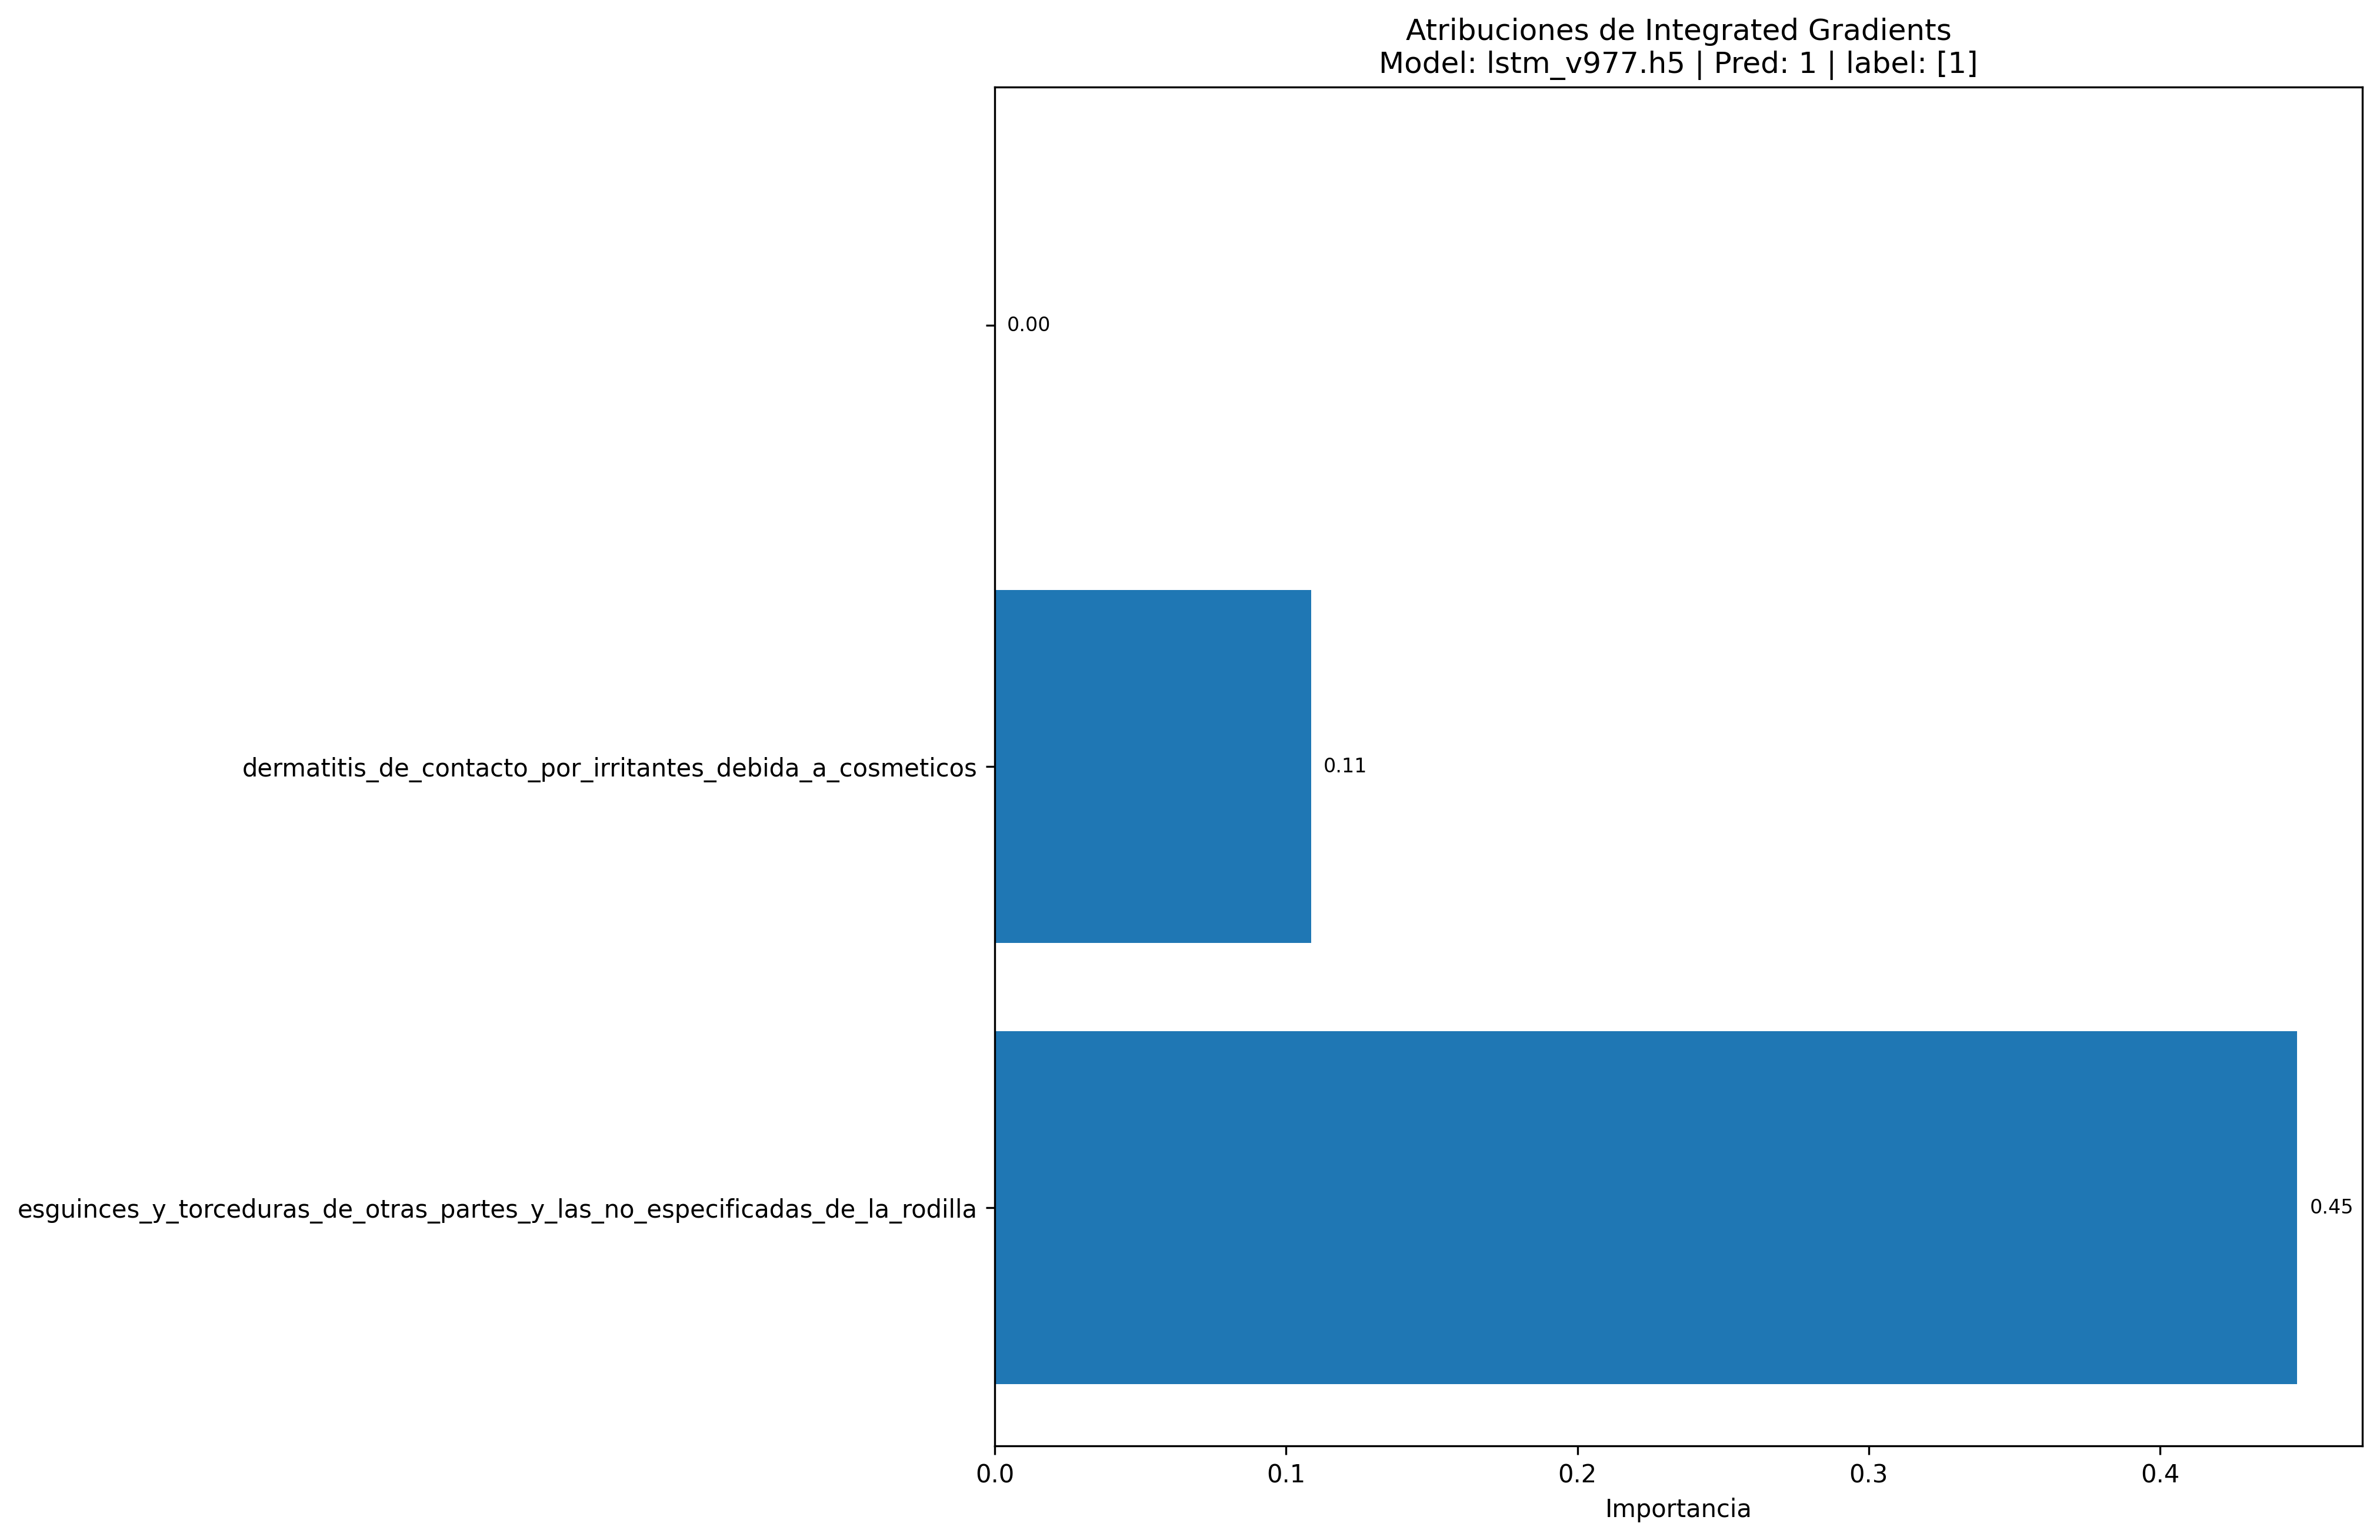 Atribuciones de Integrated Gradients
Model: lstm_v977.h5 | Pred: 1 | label: [1]
0.00
dermatitis_de_contacto_por_irritantes_debida_a_cosmeticos
0.11
esguinces_y_torceduras_de_otras_partes_y_las_no_especificadas_de_la_rodilla
0.45
0.0 0.1 0.2 0.3 0.4
Importancia